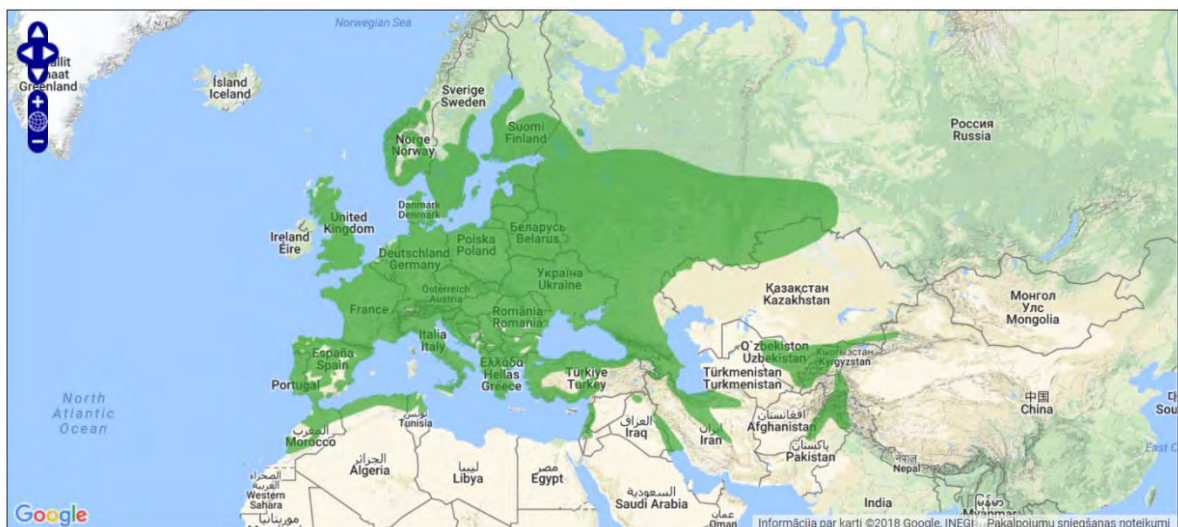 Norwegian Sea
Ísland
Iceland
Greenland
Sverige
Sweden
Norge
Norway
Suomi
Finland
Россия
Russia
Danmark
Denmark
United
Kingdom
Ireland
Éire
Беларусь
Belarus
Polska
Poland
Deutschland
Germany
Україна
Ukraine
Österreich
Austria
France
România
Romania
Italia
Italy
España
Spain
Portugal
Ελλάδα
Hellas
Greece
Türkiye
Turkey
Қазақстан
Kazakhstan
Монгол
Улс
Mongolia
O`zbekiston
Uzbekistan
Кыргызстан
Kyrgyzstan
Türkmenistan
Turkmenistan
中国
China
افغانستان
Afghanistan
ایران
Iran
العراق
Iraq
پاکستان
Pakistan
नेपाल
Nepal
India
North
Atlantic
Ocean
المغرب
Morocco
تونس
Tunisia
الجزائر
Algeria
ليبيا
Libya
مصر
Egypt
السعودية
Saudi Arabia
عمان
Oman
الصحراء
الغربية
Western
Sahara
موريتانيا
Myanmar
East C
Google
Informācija par karti ©2018 Google, INEGI
Pakalpojumu sniegšanas noteikumi